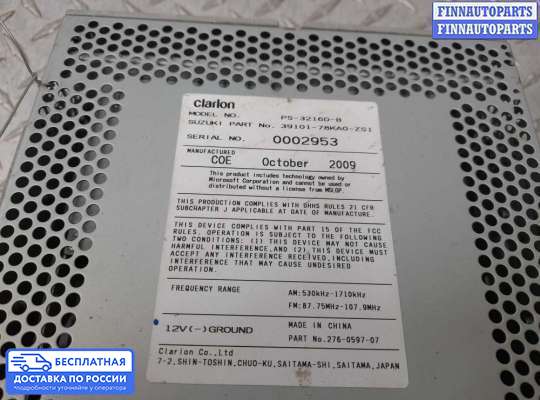 FINNAUTOPARTS
FINNAUTOPARTS
clarion
MODEL NO. PS-3216D-B
SUZUKI PART No. 39101-78KA0-ZS1
SERIAL NO. 0002953
MANUFACTURED
COE October 2009
This product includes technology owned by
Microsoft Corporation and cannot be used or
distributed without a license from MSLGP.
THIS PRODUCT COMPLIES WITH DHHS RULES 21 CFR
SUBCHAPTER J APPLICABLE AT DATE OF MANUFACTURE.
THIS DEVICE COMPLIES WITH PART 15 OF THE FCC
RULES. OPERATION IS SUBJECT TO THE FOLLOWING
TWO CONDITIONS: (1) THIS DEVICE MAY NOT CAUSE
HARMFUL INTERFERENCE, AND (2), THIS DEVICE MUST
ACCEPT ANY INTERFERENCE RECEIVED, INCLUDING
INTERFERENCE THAT MAY CAUSE UNDESIRED
OPERATION.
FREQUENCY RANGE AM:530kHz-1710kHz
FM:87.75MHz-107.9MHz
12V(-)GROUND MADE IN CHINA
PART No.276-0597-07
Clarion Co.,Ltd
7-2,SHIN-TOSHIN,CHUO-KU,SAITAMA-SHI,SAITAMA,JAPAN
БЕСПЛАТНАЯ
ДОСТАВКА ПО РОССИИ
подробности уточняйте у оператора